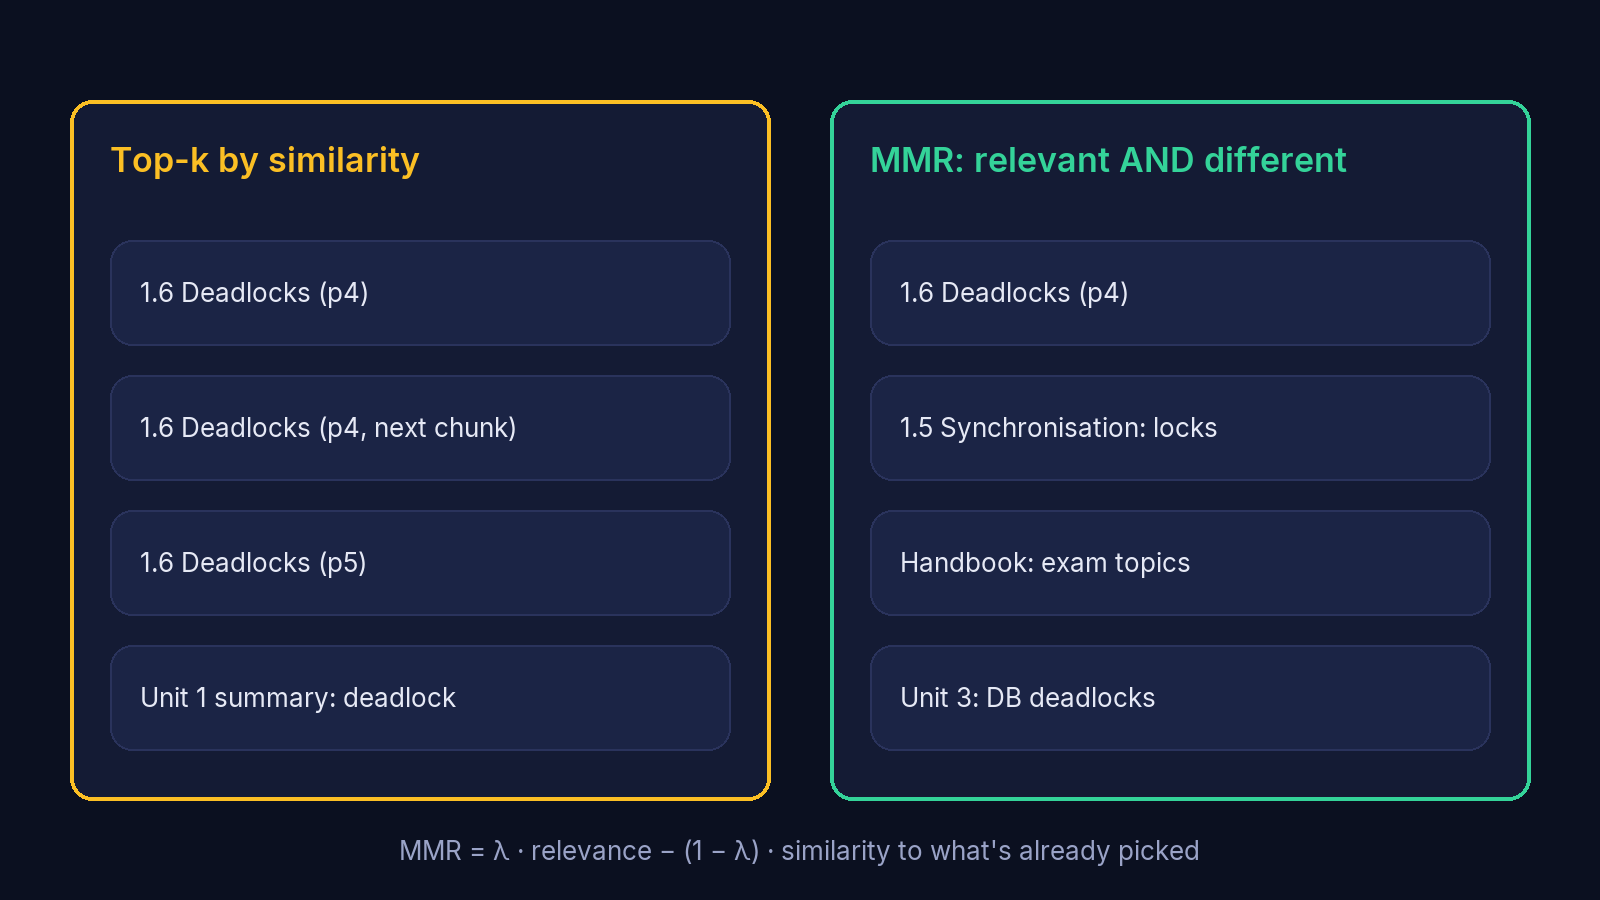 Top-k by similarity
1.6 Deadlocks (p4)
1.6 Deadlocks (p4, next chunk)
1.6 Deadlocks (p5)
Unit 1 summary: deadlock
MMR: relevant AND different
1.6 Deadlocks (p4)
1.5 Synchronisation: locks
Handbook: exam topics
Unit 3: DB deadlocks
MMR = λ · relevance − (1 − λ) · similarity to what's already picked